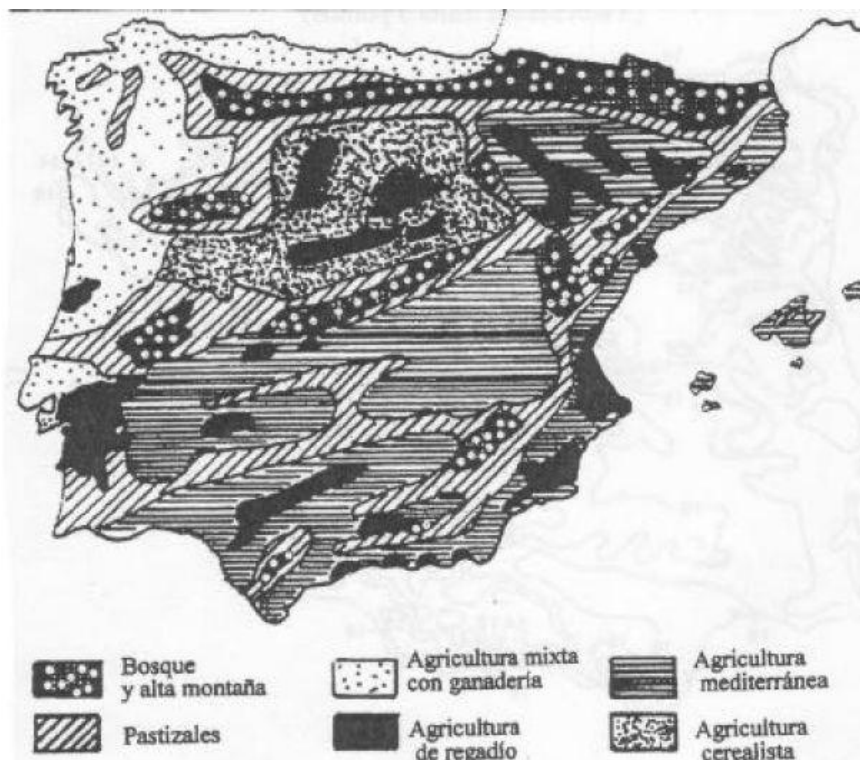 Bosque
y alta montaña
Agricultura mixta
con ganadería
Agricultura
mediterránea
Pastizales
Agricultura
de regadío
Agricultura
cerealista